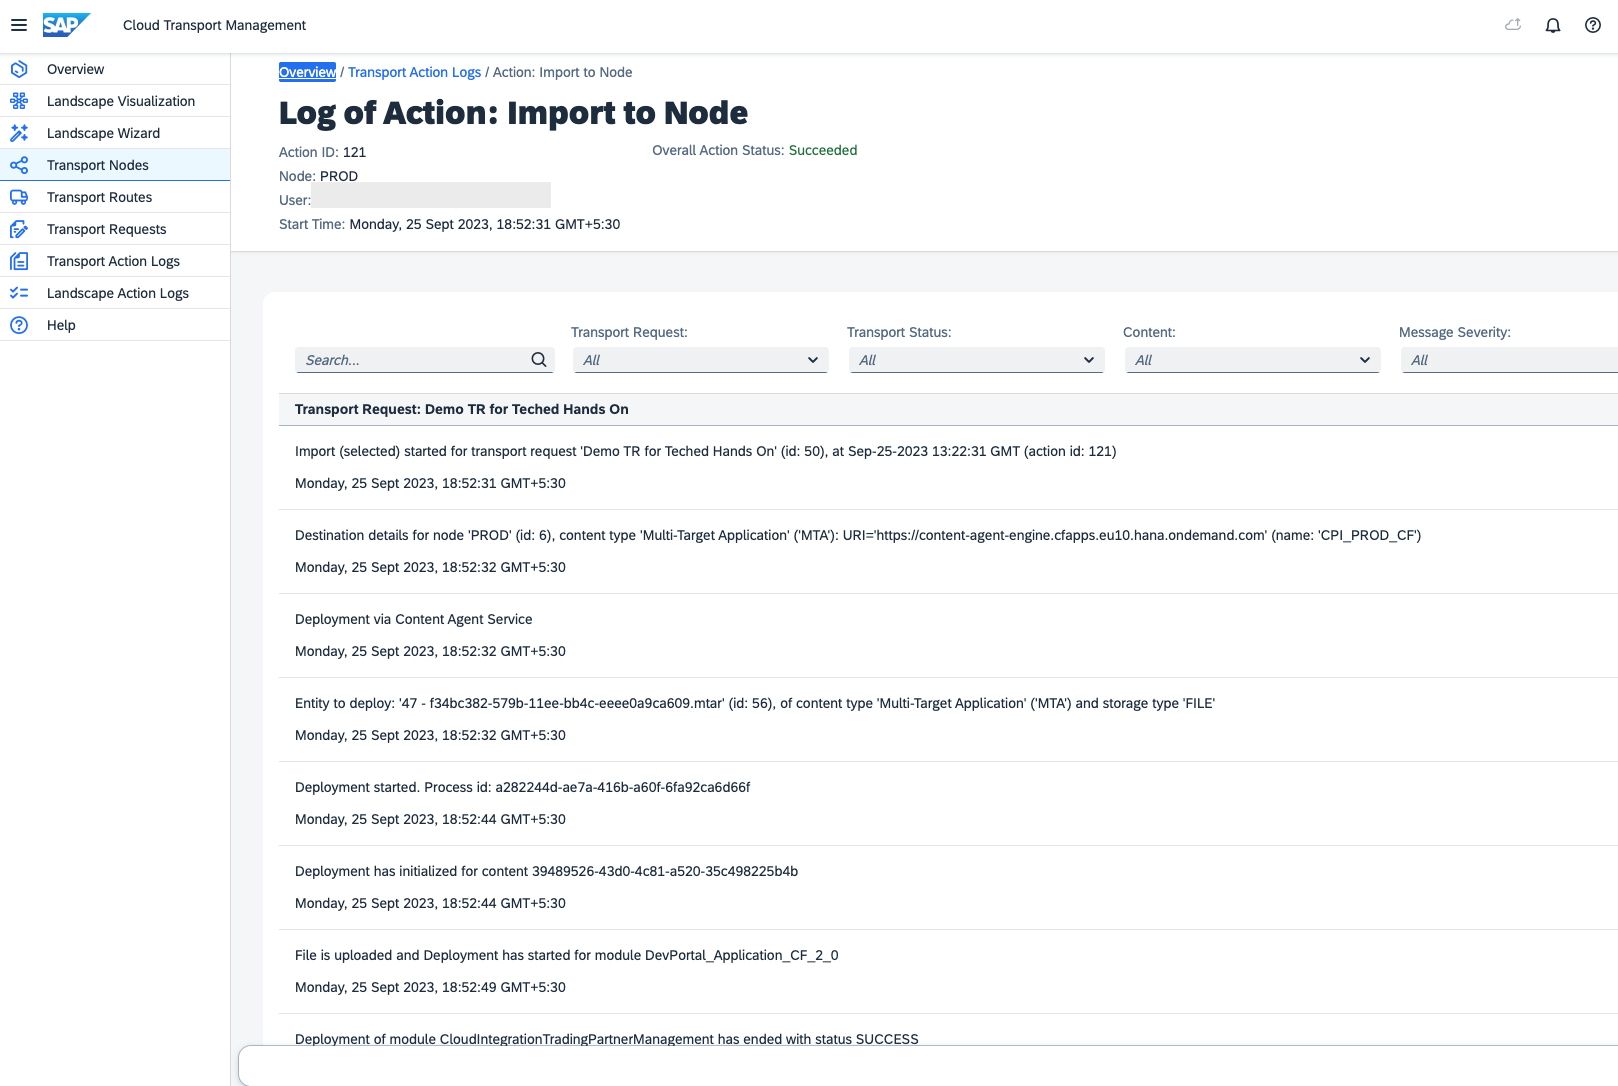 SAP Cloud Transport Management
Overview
Landscape Visualization
Landscape Wizard
Transport Nodes
Transport Routes
Transport Requests
Transport Action Logs
Landscape Action Logs
Help
Overview / Transport Action Logs / Action: Import to Node
Log of Action: Import to Node
Action ID: 121
Overall Action Status: Succeeded
Node: PROD
User:
Start Time: Monday, 25 Sept 2023, 18:52:31 GMT+5:30
Transport Request: Transport Status: Content: Message Severity:
Search... All All All All
Transport Request: Demo TR for Teched Hands On
Import (selected) started for transport request 'Demo TR for Teched Hands On' (id: 50), at Sep-25-2023 13:22:31 GMT (action id: 121)
Monday, 25 Sept 2023, 18:52:31 GMT+5:30
Destination details for node 'PROD' (id: 6), content type 'Multi-Target Application' ('MTA'): URI='https://content-agent-engine.cfapps.eu10.hana.ondemand.com' (name: 'CPI_PROD_CF')
Monday, 25 Sept 2023, 18:52:32 GMT+5:30
Deployment via Content Agent Service
Monday, 25 Sept 2023, 18:52:32 GMT+5:30
Entity to deploy: '47 - f34bc382-579b-11ee-bb4c-eeee0a9ca609.mtar' (id: 56), of content type 'Multi-Target Application' ('MTA') and storage type 'FILE'
Monday, 25 Sept 2023, 18:52:32 GMT+5:30
Deployment started. Process id: a282244d-ae7a-416b-a60f-6fa92ca6d66f
Monday, 25 Sept 2023, 18:52:44 GMT+5:30
Deployment has initialized for content 39489526-43d0-4c81-a520-35c498225b4b
Monday, 25 Sept 2023, 18:52:44 GMT+5:30
File is uploaded and Deployment has started for module DevPortal_Application_CF_2_0
Monday, 25 Sept 2023, 18:52:49 GMT+5:30
Deployment of module CloudIntegrationTradingPartnerManagement has ended with status SUCCESS